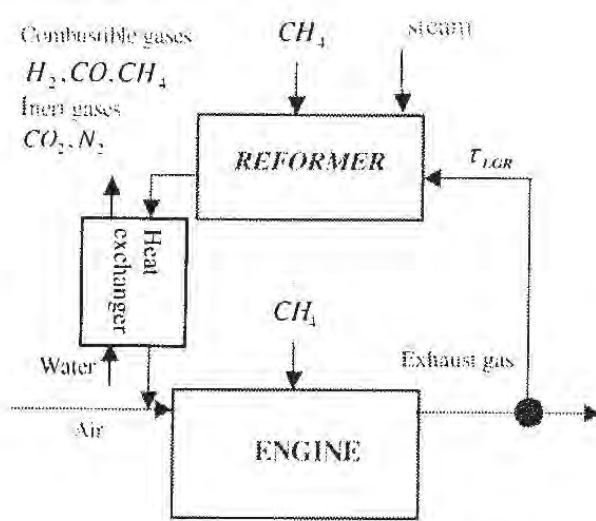 Combustible gases
H₂, CO, CH₄
Inert gases
CO₂, N₂
CH₄
steam
REFORMER
τ_EGR
Heat exchanger
CH₄
Water
Exhaust gas
Air
ENGINE